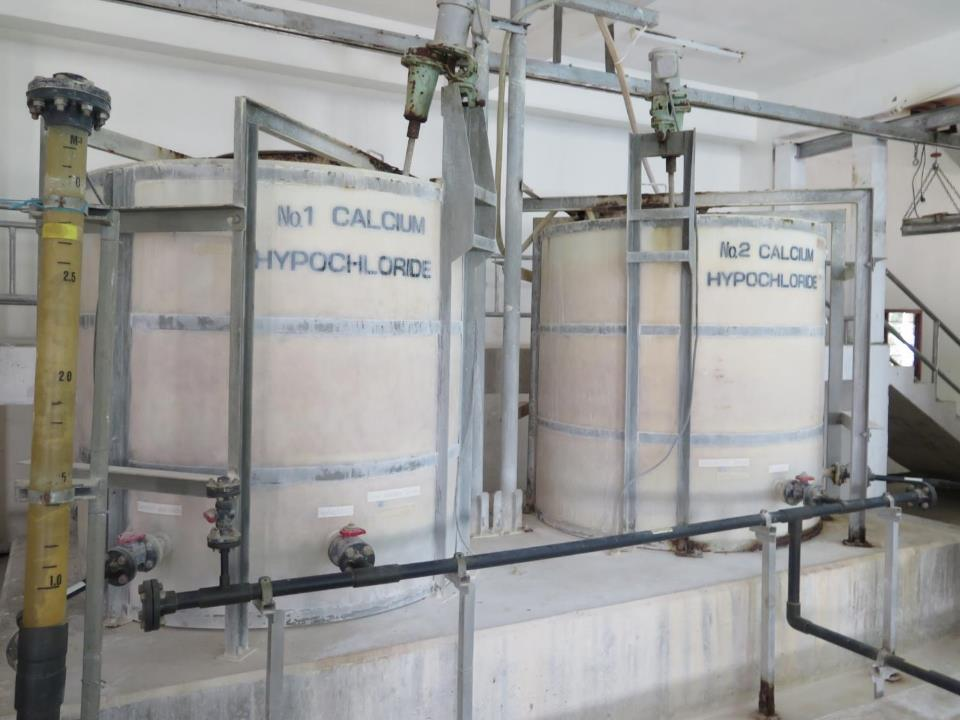 No.1 CALCIUM
HYPOCHLORIDE
No.2 CALCIUM
HYPOCHLORIDE
2.5
2.0
1.0